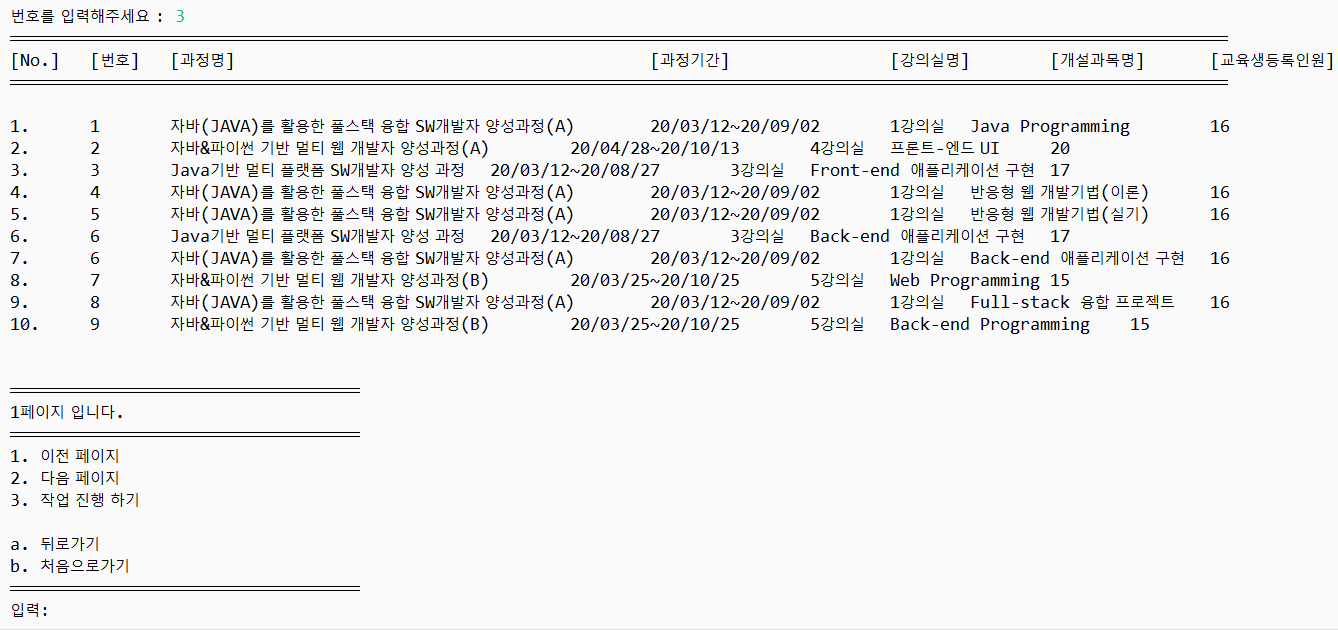 번호를 입력해주세요 : 3
[No.] [번호] [과정명] [과정기간] [강의실명] [개설과목명] [교육생등록인원]
1. 1 자바(JAVA)를 활용한 풀스택 융합 SW개발자 양성과정(A) 20/03/12~20/09/02 1강의실 Java Programming 16
2. 2 자바&파이썬 기반 멀티 웹 개발자 양성과정(A) 20/04/28~20/10/13 4강의실 프론트-엔드 UI 20
3. 3 Java기반 멀티 플랫폼 SW개발자 양성 과정 20/03/12~20/08/27 3강의실 Front-end 애플리케이션 구현 17
4. 4 자바(JAVA)를 활용한 풀스택 융합 SW개발자 양성과정(A) 20/03/12~20/09/02 1강의실 반응형 웹 개발기법(이론) 16
5. 5 자바(JAVA)를 활용한 풀스택 융합 SW개발자 양성과정(A) 20/03/12~20/09/02 1강의실 반응형 웹 개발기법(실기) 16
6. 6 Java기반 멀티 플랫폼 SW개발자 양성 과정 20/03/12~20/08/27 3강의실 Back-end 애플리케이션 구현 17
7. 6 자바(JAVA)를 활용한 풀스택 융합 SW개발자 양성과정(A) 20/03/12~20/09/02 1강의실 Back-end 애플리케이션 구현 16
8. 7 자바&파이썬 기반 멀티 웹 개발자 양성과정(B) 20/03/25~20/10/25 5강의실 Web Programming 15
9. 8 자바(JAVA)를 활용한 풀스택 융합 SW개발자 양성과정(A) 20/03/12~20/09/02 1강의실 Full-stack 융합 프로젝트 16
10. 9 자바&파이썬 기반 멀티 웹 개발자 양성과정(B) 20/03/25~20/10/25 5강의실 Back-end Programming 15
1페이지 입니다.
1. 이전 페이지
2. 다음 페이지
3. 작업 진행 하기
a. 뒤로가기
b. 처음으로가기
입력: